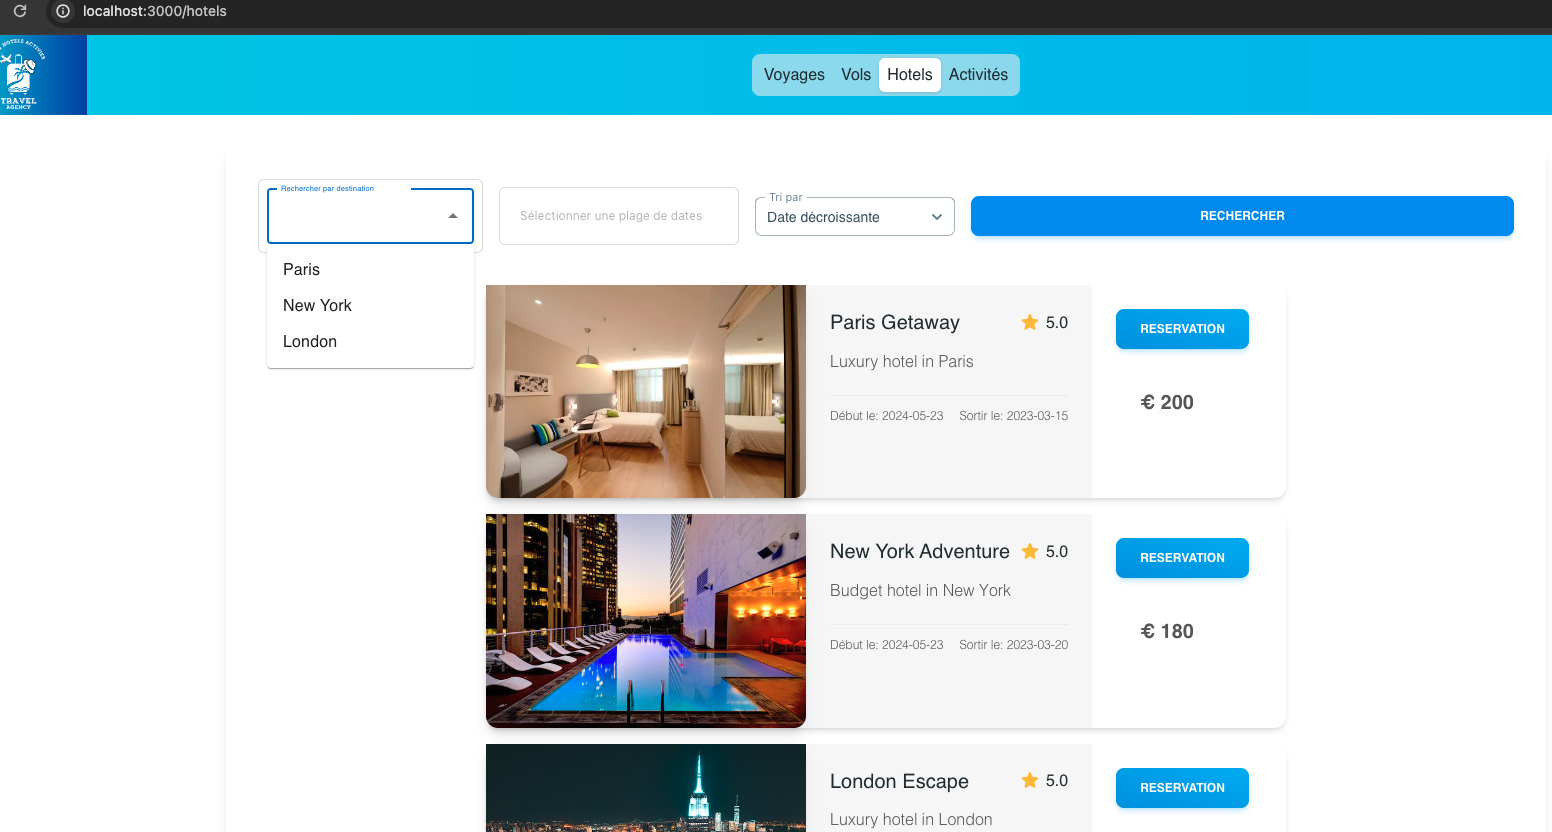 localhost:3000/hotels
HOTELS ACTIVIES
TRAVEL
AGENCY
Voyages Vols Hotels Activités
Rechercher par destination
Sélectionner une plage de dates
Tri par
Date décroissante
RECHERCHER
Paris
New York
London
Paris Getaway 5.0
Luxury hotel in Paris
Début le: 2024-05-23 Sortir le: 2023-03-15
RESERVATION
€ 200
New York Adventure 5.0
Budget hotel in New York
Début le: 2024-05-23 Sortir le: 2023-03-20
RESERVATION
€ 180
London Escape 5.0
Luxury hotel in London
RESERVATION